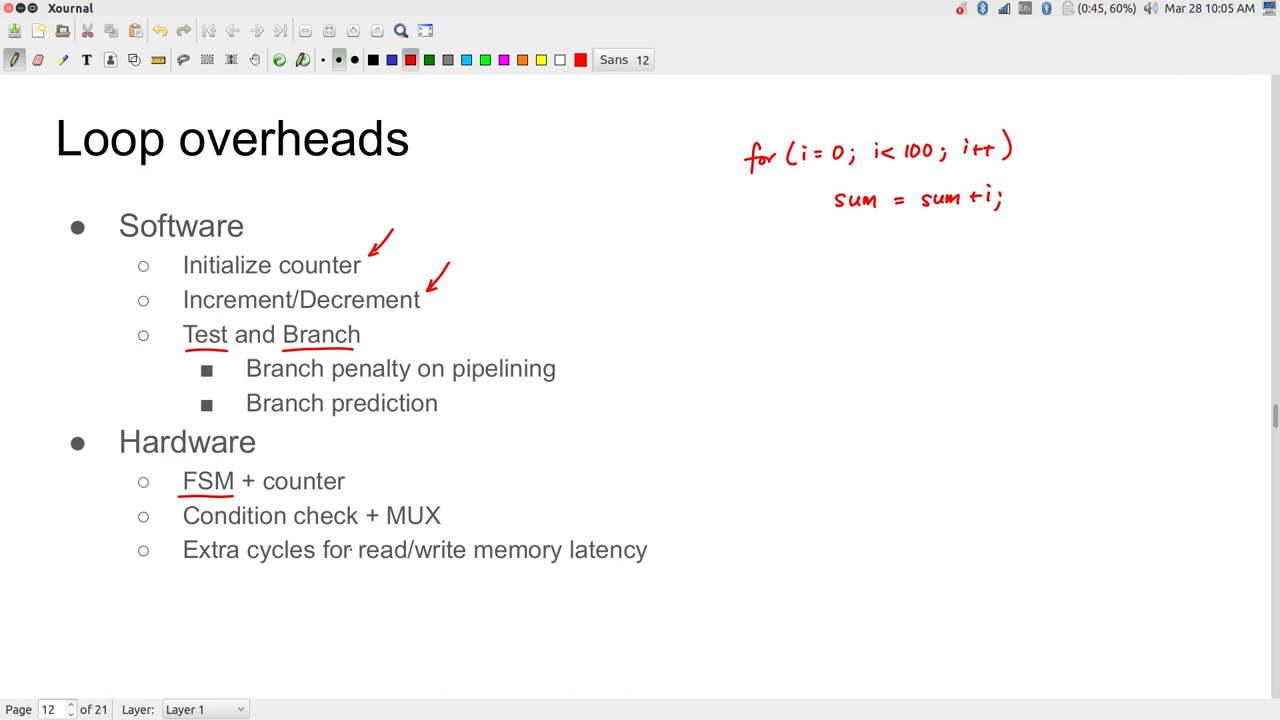 Xournal
(0:45, 60%) Mar 28 10:05 AM
En
T
Sans 12
Loop overheads
for (i = 0; i < 100; i++)
sum = sum + i;
● Software
○ Initialize counter
○ Increment/Decrement
○ Test and Branch
■ Branch penalty on pipelining
■ Branch prediction
● Hardware
○ FSM + counter
○ Condition check + MUX
○ Extra cycles for read/write memory latency
Page 12 of 21 Layer: Layer 1